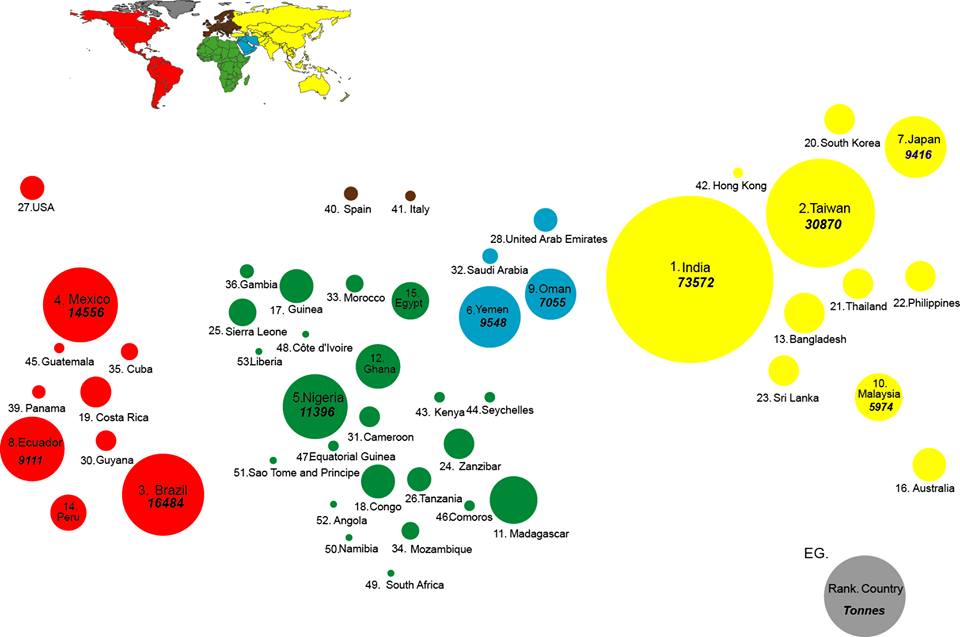 20. South Korea
7. Japan
9416
42. Hong Kong
27. USA
40. Spain
41. Italy
2. Taiwan
30870
28. United Arab Emirates
32. Saudi Arabia
1. India
73572
36. Gambia
17. Guinea
33. Morocco
15.
Egypt
9. Oman
7055
21. Thailand
22. Philippines
4. Mexico
14556
6. Yemen
9548
25. Sierra Leone
48. Côte d'Ivoire
13. Bangladesh
45. Guatemala
35. Cuba
53 Liberia
12.
Ghana
23. Sri Lanka
10.
Malaysia
5974
39. Panama
19. Costa Rica
5. Nigeria
11396
43. Kenya
44. Seychelles
31. Cameroon
8. Ecuador
9111
30. Guyana
47 Equatorial Guinea
24. Zanzibar
51. Sao Tome and Principe
16. Australia
3. Brazil
16484
18. Congo
26. Tanzania
46 Comoros
14.
Peru
52. Angola
11. Madagascar
50. Namibia
34. Mozambique
49. South Africa
EG.
Rank. Country
Tonnes